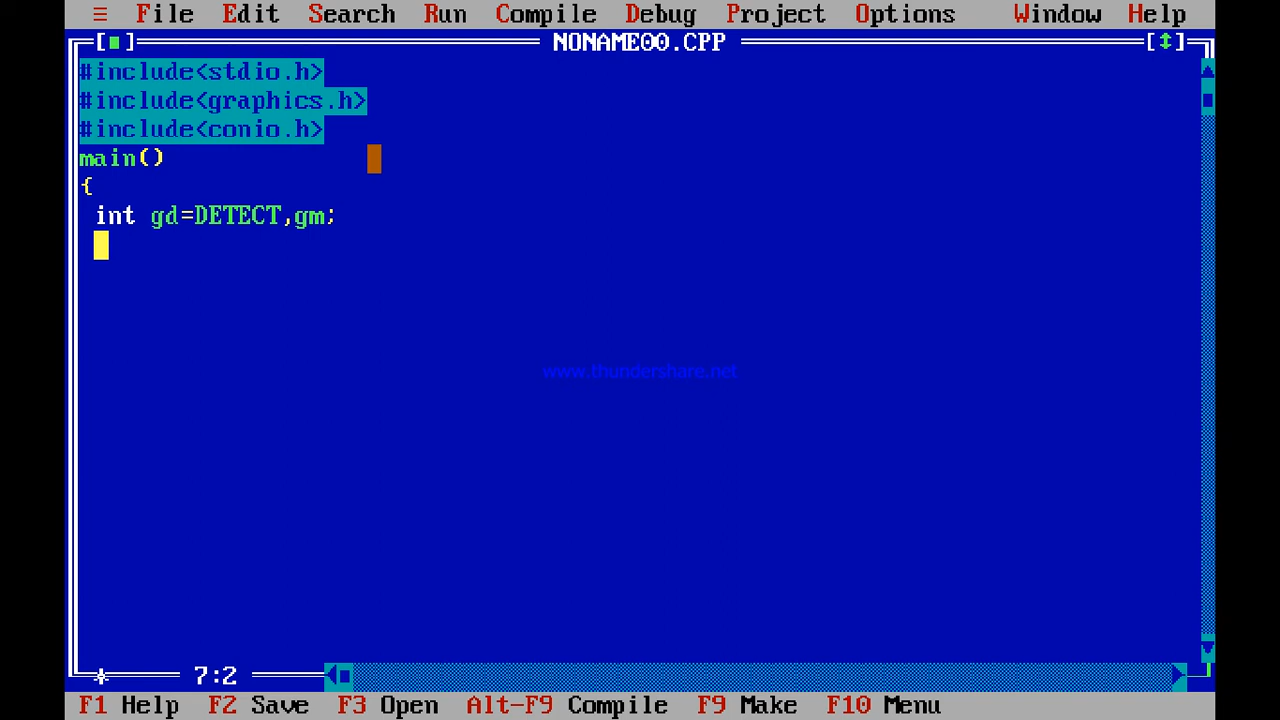 ≡ File Edit Search Run Compile Debug Project Options Window Help
[■] NONAME00.CPP [↕]
#include<stdio.h>
#include<graphics.h>
#include<conio.h>
main()
{
int gd=DETECT,gm;
www.thundershare.net
* 7:2
F1 Help F2 Save F3 Open Alt-F9 Compile F9 Make F10 Menu